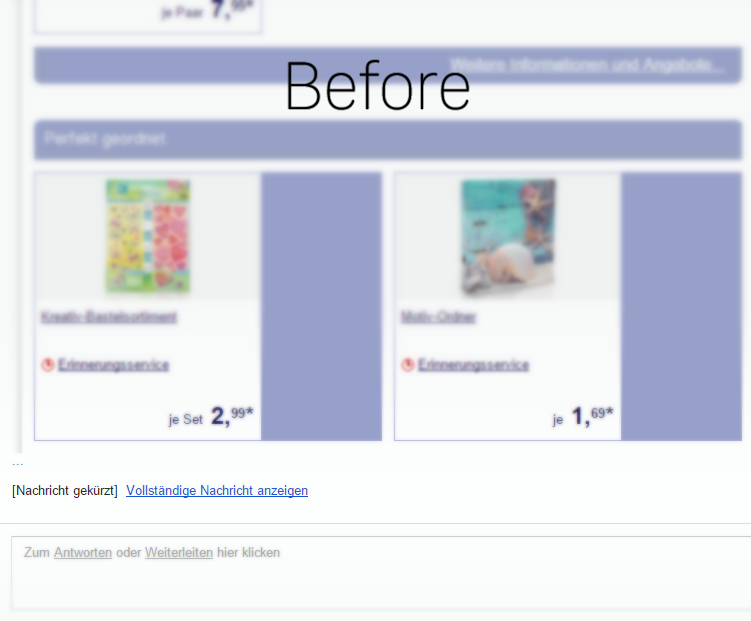 je Paar 7,99*
Weitere Informationen und Angebote...
Before
Perfekt geordnet.
Kreativ-Bastelsortiment
Motiv-Ordner
Erinnerungsservice
Erinnerungsservice
je Set 2,99*
je 1,69*
...
[Nachricht gekürzt] Vollständige Nachricht anzeigen
Zum Antworten oder Weiterleiten hier klicken